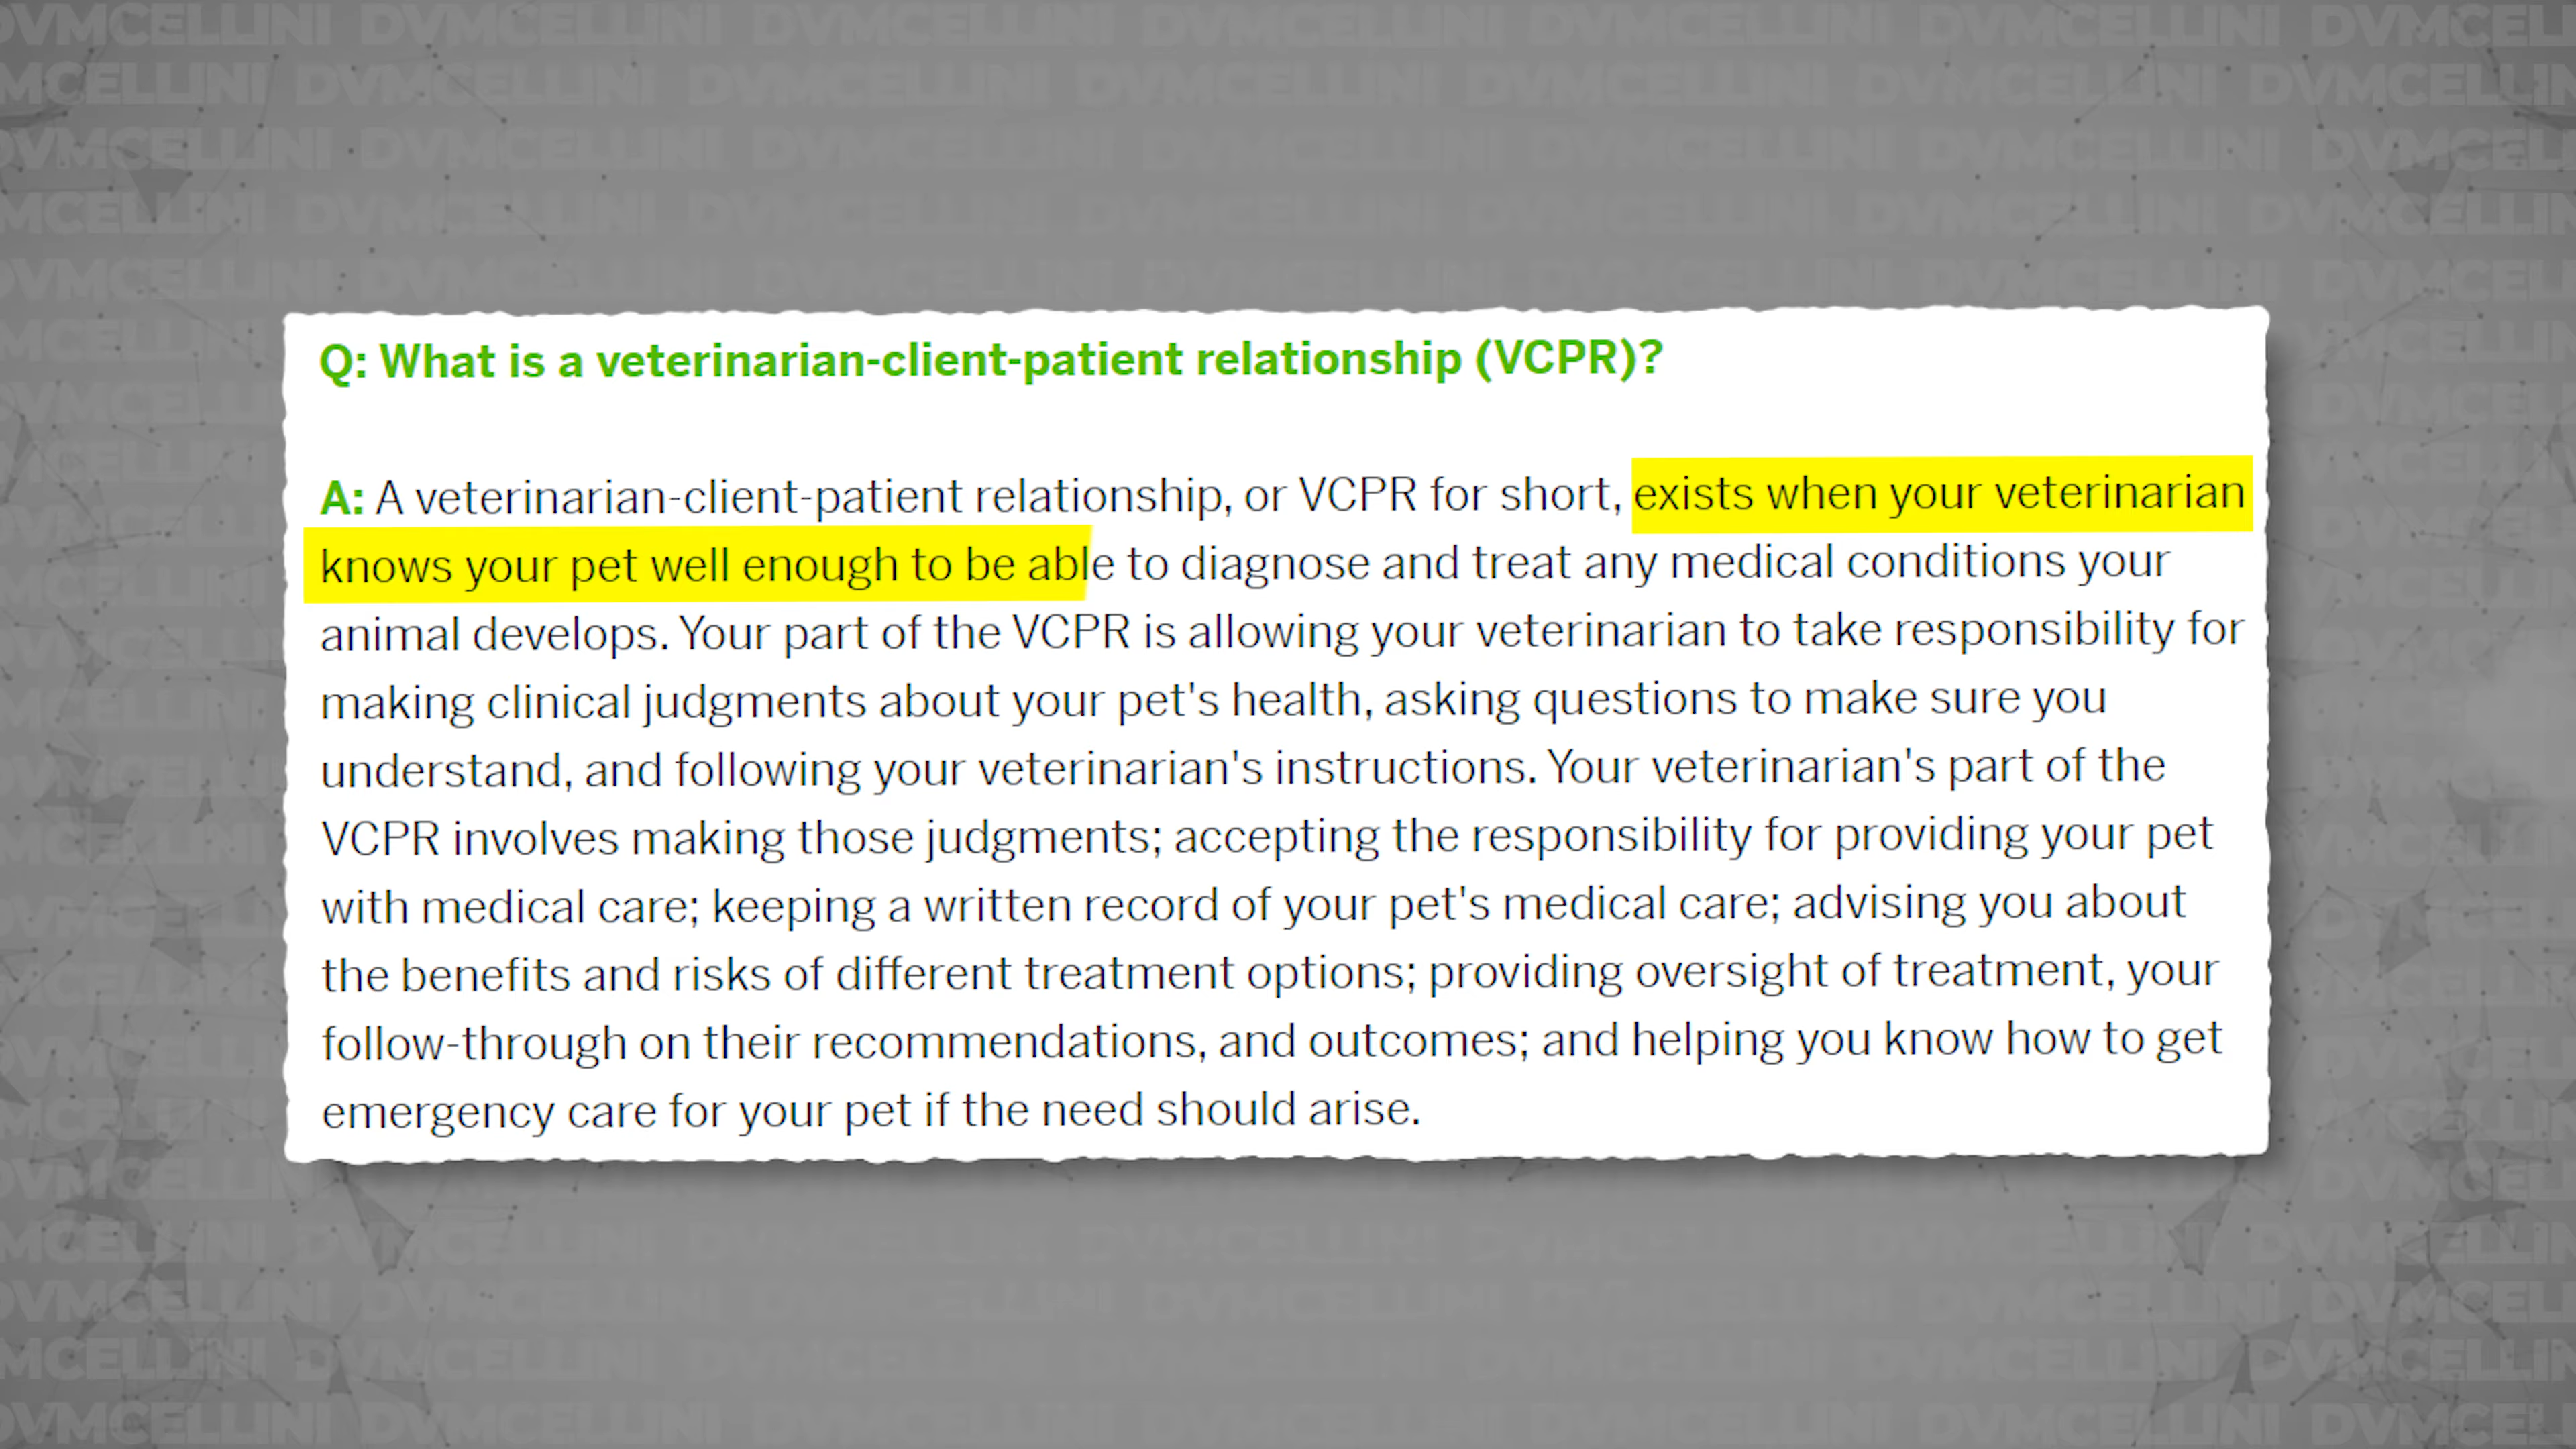 Q: What is a veterinarian-client-patient relationship (VCPR)?
A: A veterinarian-client-patient relationship, or VCPR for short, exists when your veterinarian
knows your pet well enough to be able to diagnose and treat any medical conditions your
animal develops. Your part of the VCPR is allowing your veterinarian to take responsibility for
making clinical judgments about your pet's health, asking questions to make sure you
understand, and following your veterinarian's instructions. Your veterinarian's part of the
VCPR involves making those judgments; accepting the responsibility for providing your pet
with medical care; keeping a written record of your pet's medical care; advising you about
the benefits and risks of different treatment options; providing oversight of treatment, your
follow-through on their recommendations, and outcomes; and helping you know how to get
emergency care for your pet if the need should arise.
DVMCELLINI